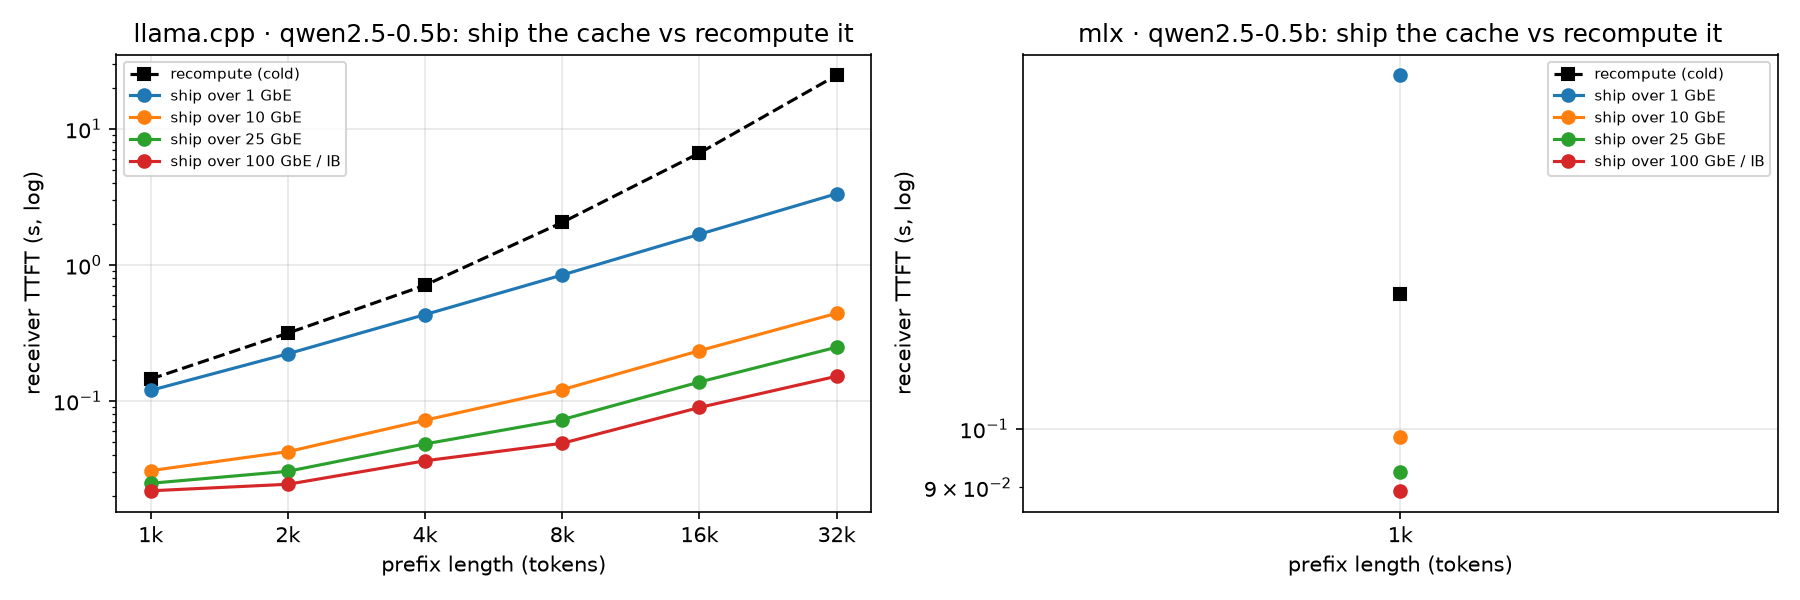 llama.cpp · qwen2.5-0.5b: ship the cache vs recompute it
recompute (cold)
ship over 1 GbE
ship over 10 GbE
ship over 25 GbE
ship over 100 GbE / IB
receiver TTFT (s, log)
10¹
10⁰
10⁻¹
1k 2k 4k 8k 16k 32k
prefix length (tokens)
mlx · qwen2.5-0.5b: ship the cache vs recompute it
recompute (cold)
ship over 1 GbE
ship over 10 GbE
ship over 25 GbE
ship over 100 GbE / IB
receiver TTFT (s, log)
10⁻¹
9 × 10⁻²
1k
prefix length (tokens)